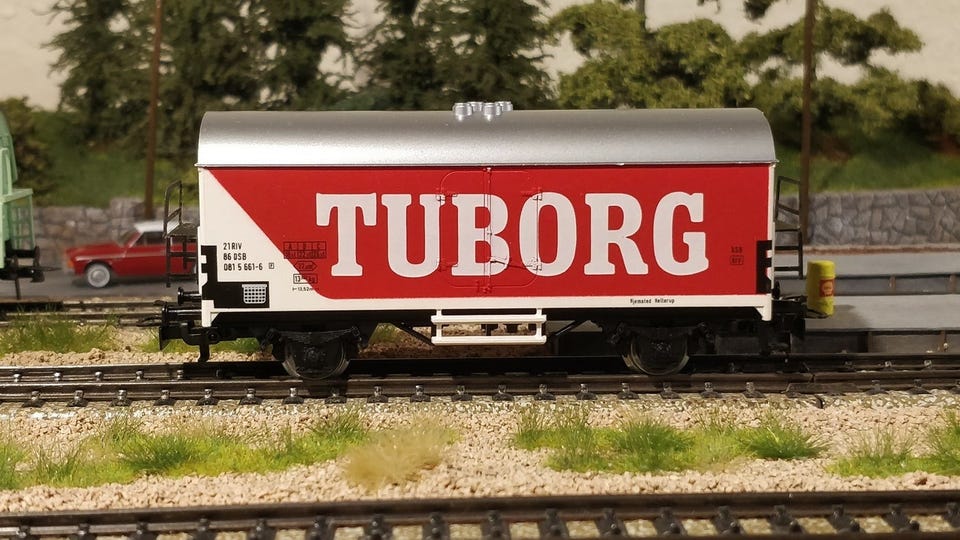 TUBORG
21 RIV
86 DSB
081 5 661-6 P
Hjemsted Hellerup